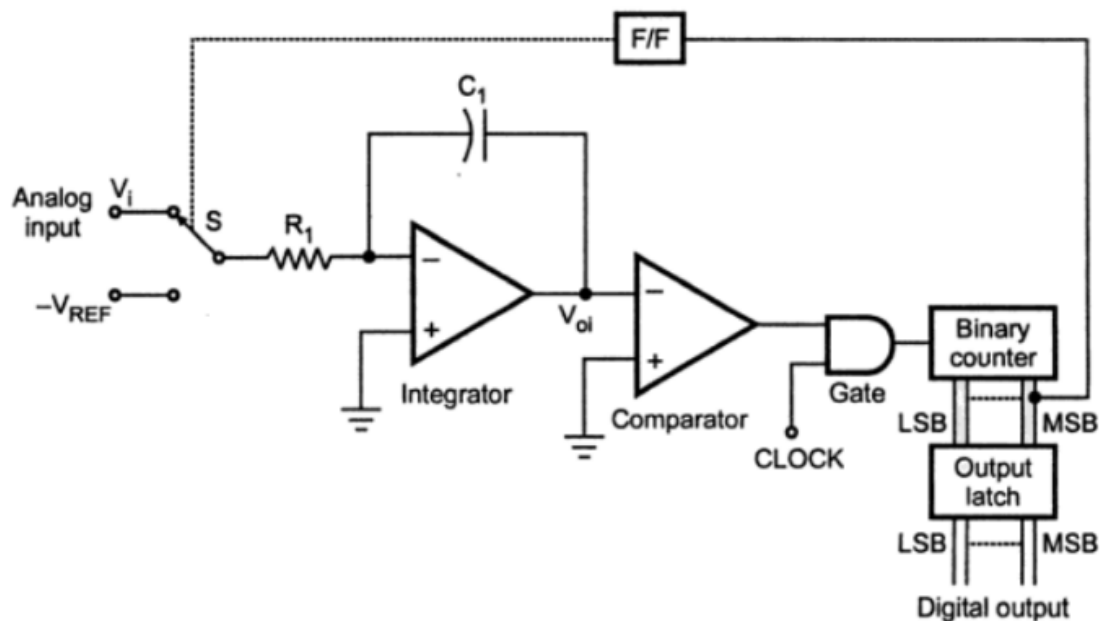 F/F
C1
Analog
input
Vi
S
R1
–VREF
−
+
Integrator
Voi
−
+
Comparator
Gate
CLOCK
Binary
counter
LSB
MSB
Output
latch
LSB
MSB
Digital output